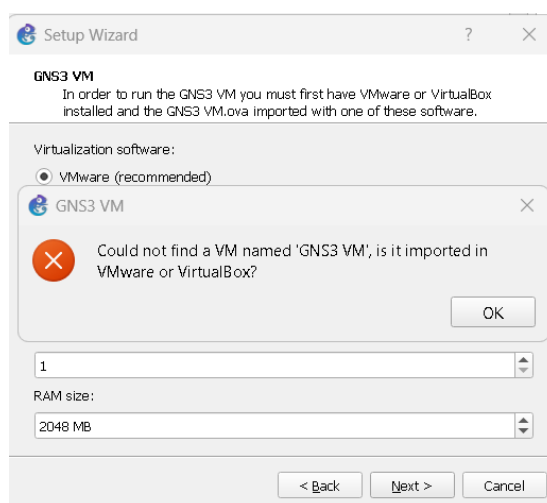 Setup Wizard
?
GNS3 VM
In order to run the GNS3 VM you must first have VMware or VirtualBox
installed and the GNS3 VM.ova imported with one of these software.
Virtualization software:
VMware (recommended)
GNS3 VM
Could not find a VM named 'GNS3 VM', is it imported in
VMware or VirtualBox?
OK
1
RAM size:
2048 MB
< Back
Next >
Cancel